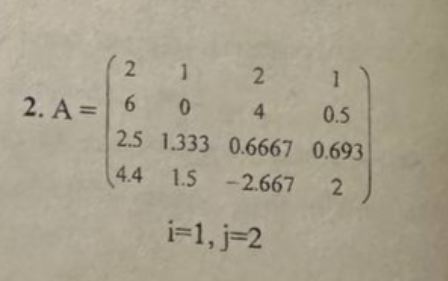 2 1 2 1
2. A = 6 0 4 0.5
2.5 1.333 0.6667 0.693
4.4 1.5 -2.667 2
i=1, j=2